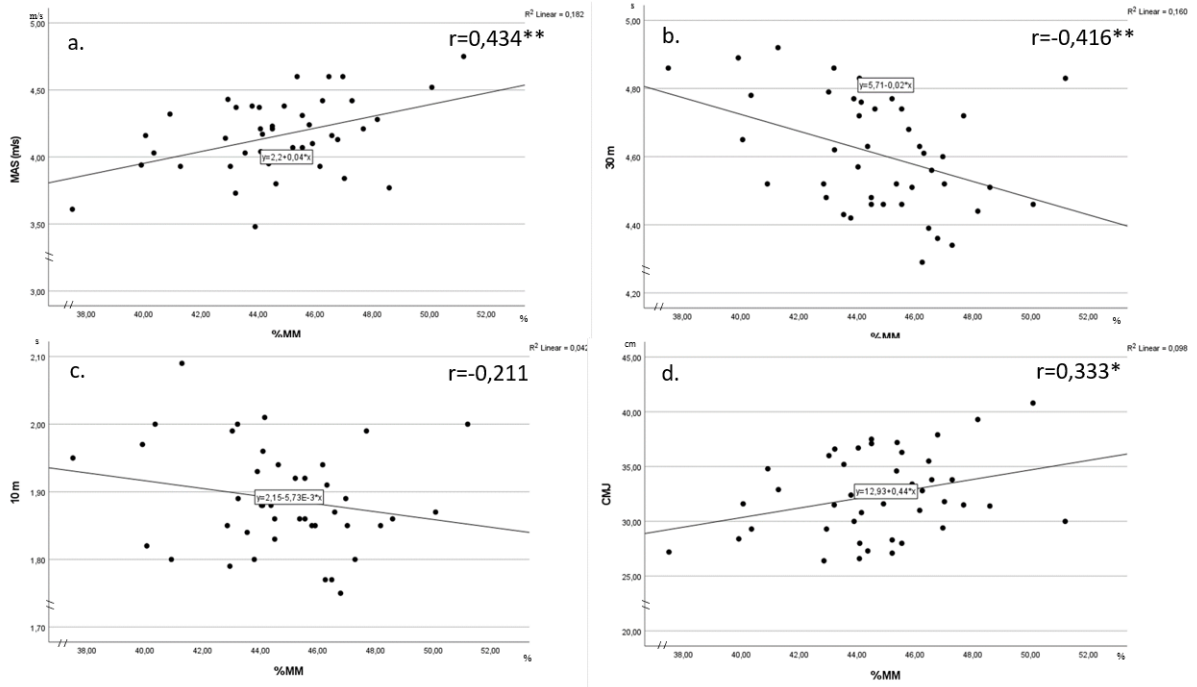 m/s
R² Linear = 0,182
5,00
a.
r=0,434**
4,50
MAS (m/s)
4,00
y=2,2+0,04*x
3,50
3,00
38,00 40,00 42,00 44,00 46,00 48,00 50,00 52,00 %
%MM
s
R² Linear = 0,160
5,00
b.
r=-0,416**
4,80
y=5,71-0,02*x
30 m
4,60
4,40
4,20
38,00 40,00 42,00 44,00 46,00 48,00 50,00 52,00 %
%MM
s
R² Linear = 0,042
2,10
c.
r=-0,211
2,00
10 m
1,90
y=2,15-5,73E-3*x
1,80
1,70
38,00 40,00 42,00 44,00 46,00 48,00 50,00 52,00 %
%MM
cm
R² Linear = 0,098
45,00
d.
r=0,333*
40,00
35,00
CMJ
y=12,93+0,44*x
30,00
25,00
20,00
38,00 40,00 42,00 44,00 46,00 48,00 50,00 52,00 %
%MM